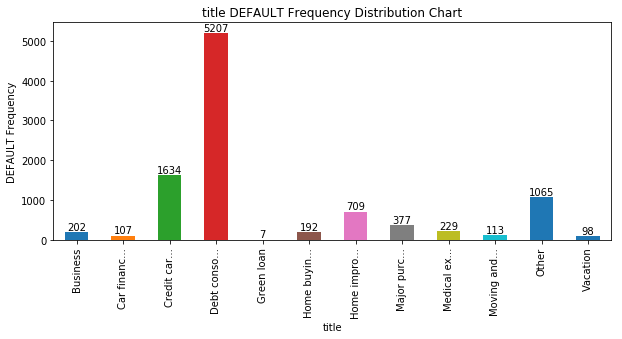 title DEFAULT Frequency Distribution Chart
DEFAULT Frequency
5000
4000
3000
2000
1000
0
202
107
1634
5207
7
192
709
377
229
113
1065
98
Business
Car financ...
Credit car...
Debt conso...
Green loan
Home buyin...
Home impro...
Major purc...
Medical ex...
Moving and...
Other
Vacation
title